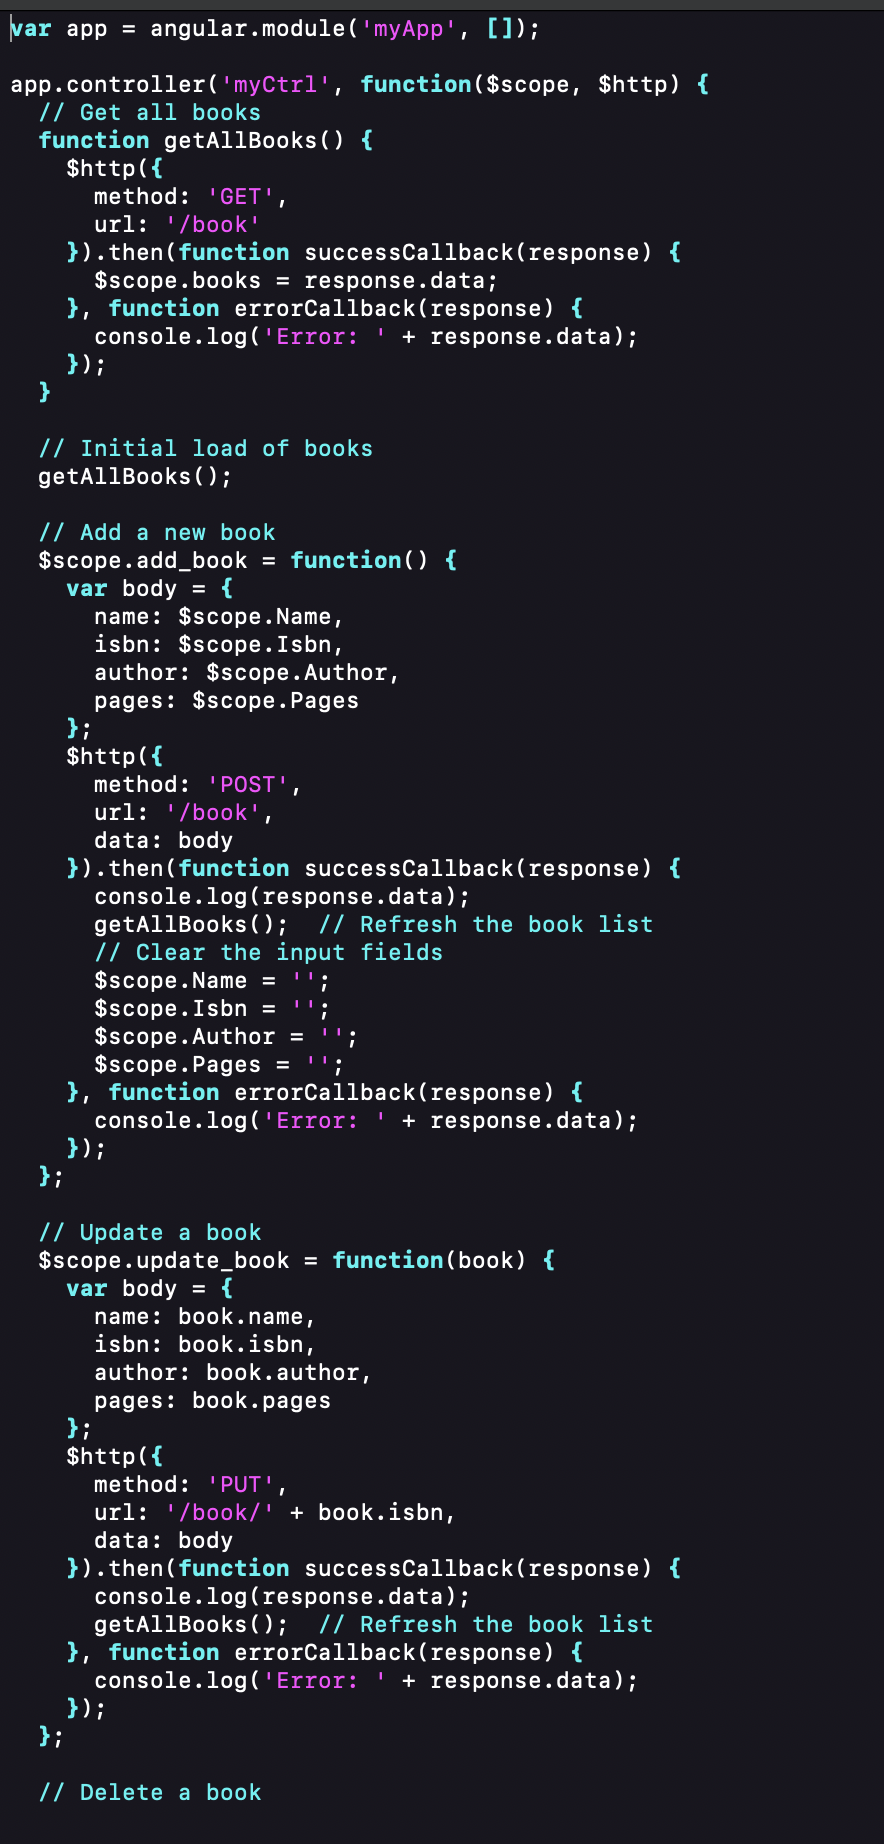 var app = angular.module('myApp', []);

app.controller('myCtrl', function($scope, $http) {
  // Get all books
  function getAllBooks() {
    $http({
      method: 'GET',
      url: '/book'
    }).then(function successCallback(response) {
      $scope.books = response.data;
    }, function errorCallback(response) {
      console.log('Error: ' + response.data);
    });
  }

  // Initial load of books
  getAllBooks();

  // Add a new book
  $scope.add_book = function() {
    var body = {
      name: $scope.Name,
      isbn: $scope.Isbn,
      author: $scope.Author,
      pages: $scope.Pages
    };
    $http({
      method: 'POST',
      url: '/book',
      data: body
    }).then(function successCallback(response) {
      console.log(response.data);
      getAllBooks();  // Refresh the book list
      // Clear the input fields
      $scope.Name = '';
      $scope.Isbn = '';
      $scope.Author = '';
      $scope.Pages = '';
    }, function errorCallback(response) {
      console.log('Error: ' + response.data);
    });
  };

  // Update a book
  $scope.update_book = function(book) {
    var body = {
      name: book.name,
      isbn: book.isbn,
      author: book.author,
      pages: book.pages
    };
    $http({
      method: 'PUT',
      url: '/book/' + book.isbn,
      data: body
    }).then(function successCallback(response) {
      console.log(response.data);
      getAllBooks();  // Refresh the book list
    }, function errorCallback(response) {
      console.log('Error: ' + response.data);
    });
  };

  // Delete a book